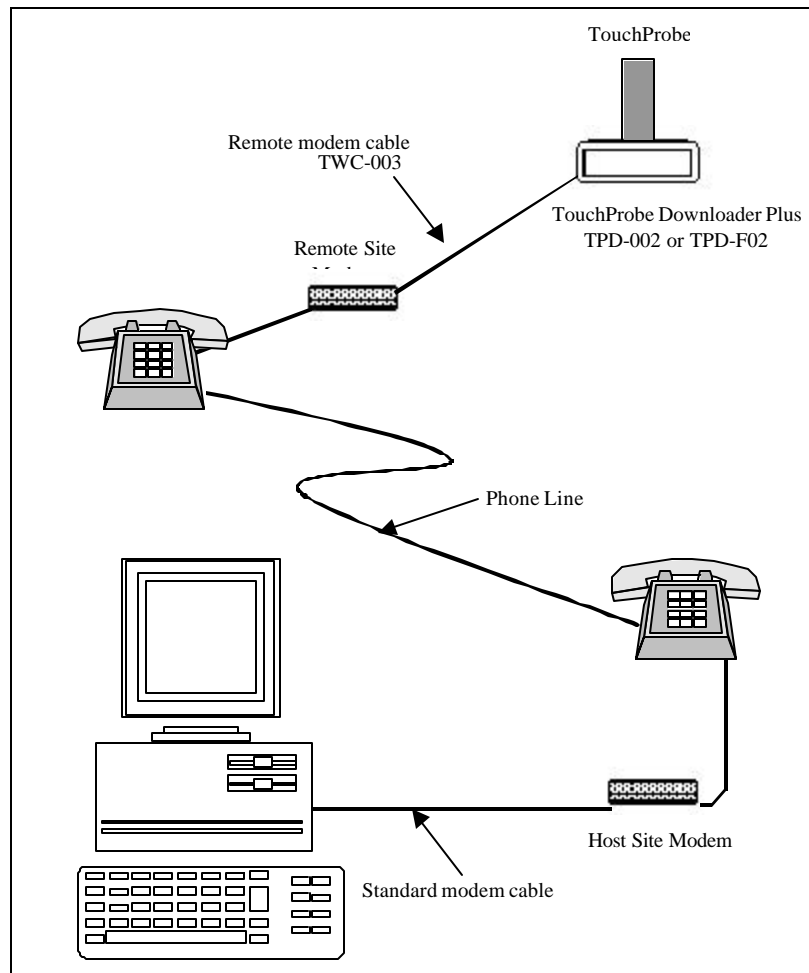 TouchProbe
Remote modem cable
TWC-003
TouchProbe Downloader Plus
TPD-002 or TPD-F02
Remote Site
Phone Line
Host Site Modem
Standard modem cable